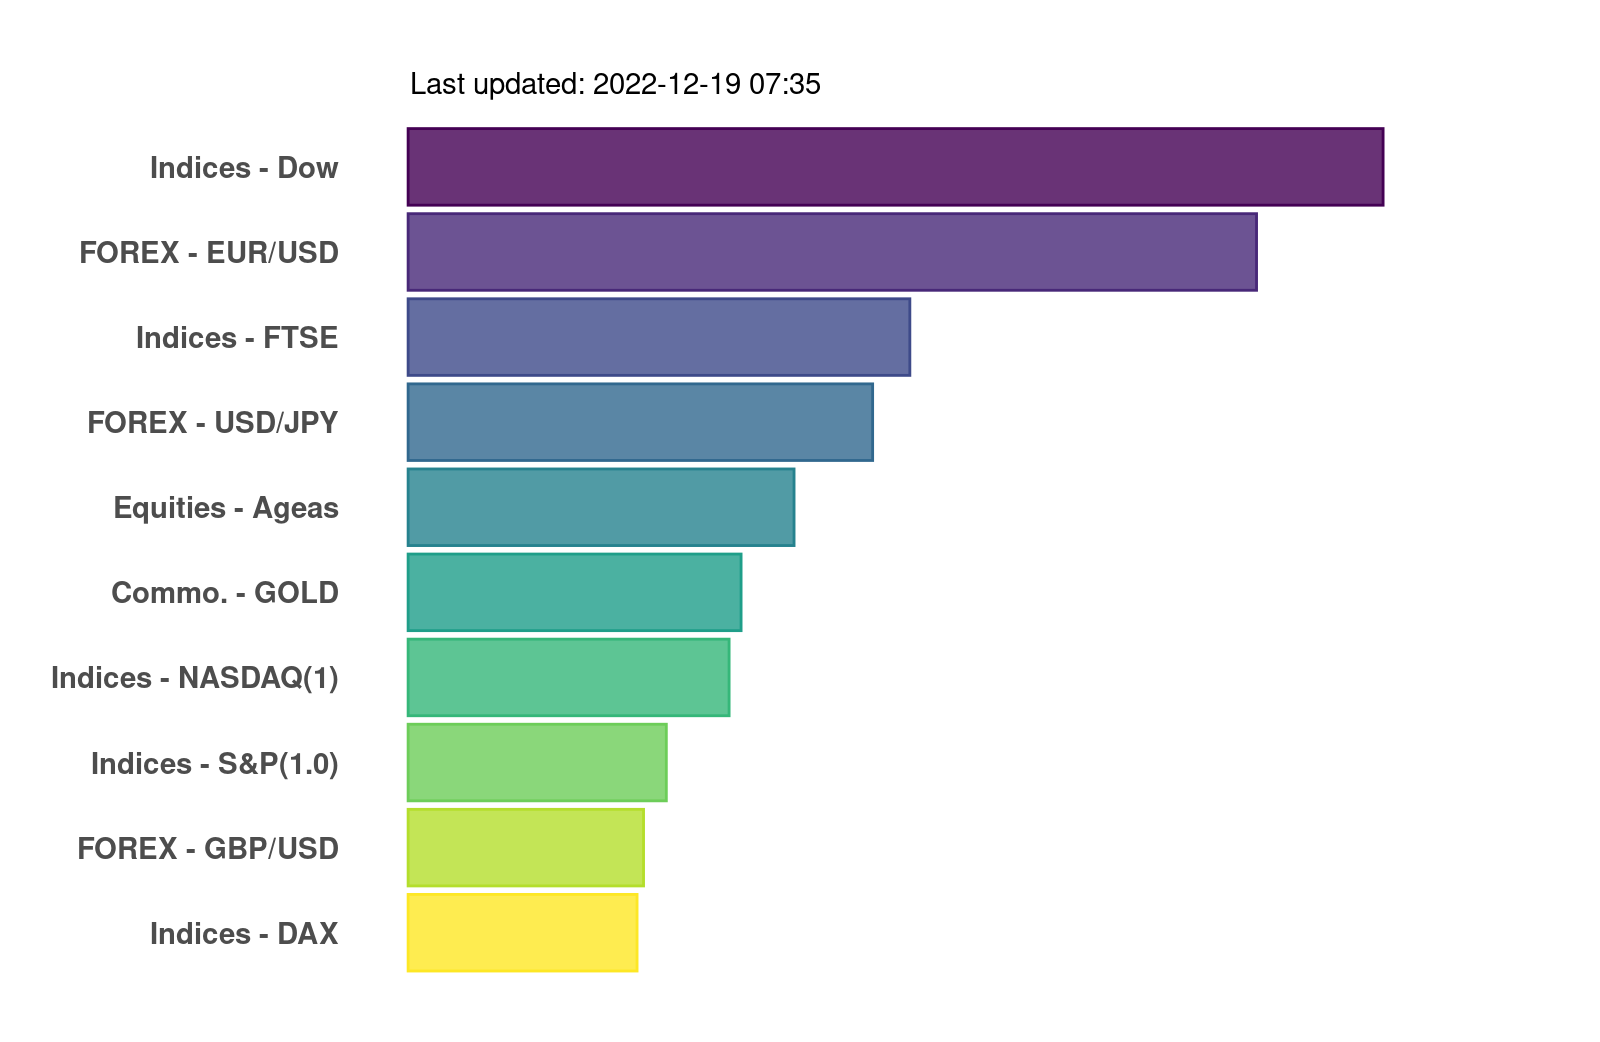 Last updated: 2022-12-19 07:35
Indices - Dow
FOREX - EUR/USD
Indices - FTSE
FOREX - USD/JPY
Equities - Ageas
Commo. - GOLD
Indices - NASDAQ(1)
Indices - S&P(1.0)
FOREX - GBP/USD
Indices - DAX